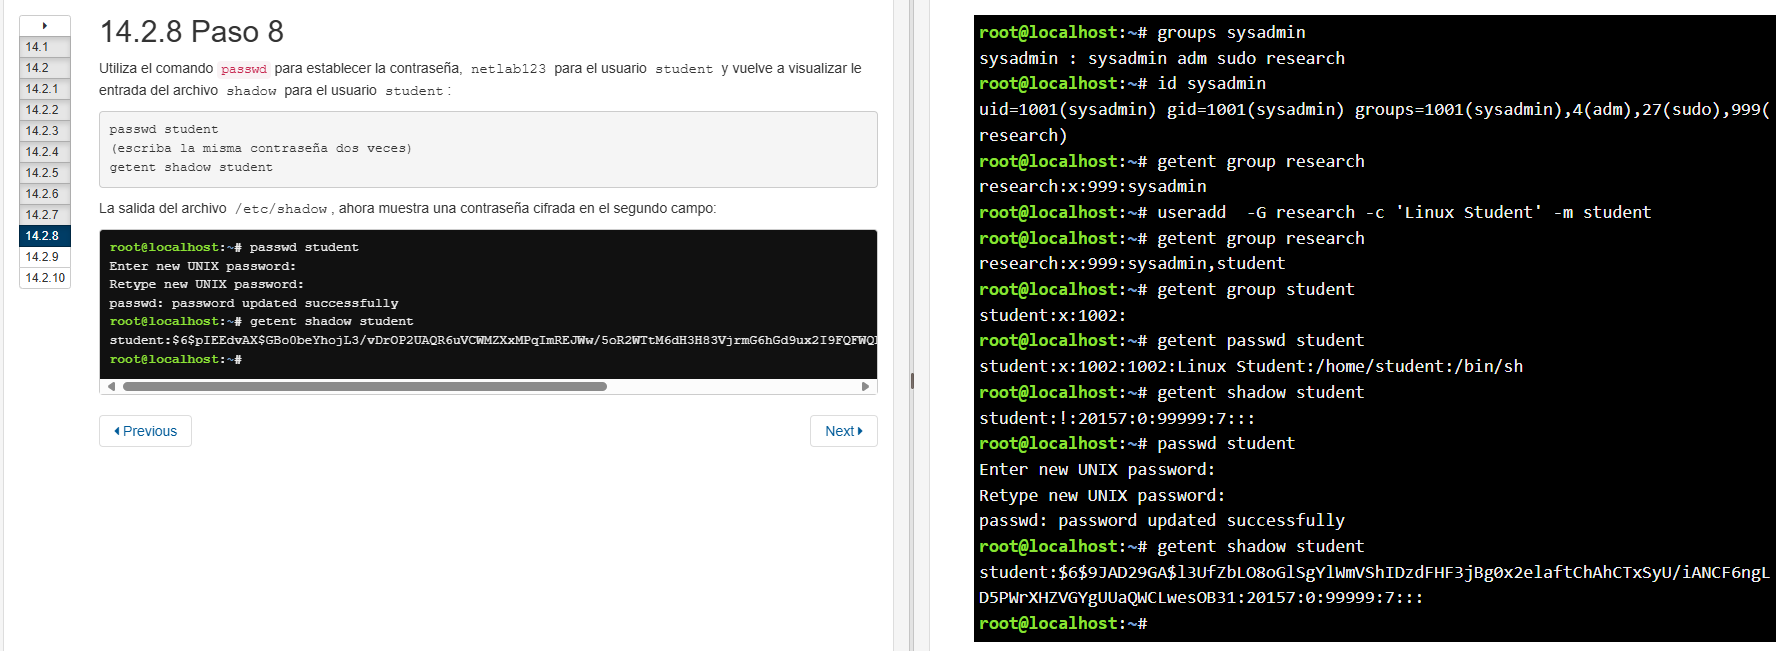 14.1
14.2
14.2.1
14.2.2
14.2.3
14.2.4
14.2.5
14.2.6
14.2.7
14.2.8
14.2.9
14.2.10
14.2.8 Paso 8
Utiliza el comando passwd para establecer la contraseña, netlab123 para el usuario student y vuelve a visualizar le
entrada del archivo shadow para el usuario student:
passwd student
(escriba la misma contraseña dos veces)
getent shadow student
La salida del archivo /etc/shadow, ahora muestra una contraseña cifrada en el segundo campo:
root@localhost:~# passwd student
Enter new UNIX password:
Retype new UNIX password:
passwd: password updated successfully
root@localhost:~# getent shadow student
student:$6$pIEEdvAX$GBo0beYhojL3/vDrOP2UAQR6uVCWMZXxMPqImREJWw/5oR2WTtM6dH3H83VjrmG6hGd9ux2I9FQFWQ
root@localhost:~#
Previous
Next
root@localhost:~# groups sysadmin
sysadmin : sysadmin adm sudo research
root@localhost:~# id sysadmin
uid=1001(sysadmin) gid=1001(sysadmin) groups=1001(sysadmin),4(adm),27(sudo),999(
research)
root@localhost:~# getent group research
research:x:999:sysadmin
root@localhost:~# useradd  -G research -c 'Linux Student' -m student
root@localhost:~# getent group research
research:x:999:sysadmin,student
root@localhost:~# getent group student
student:x:1002:
root@localhost:~# getent passwd student
student:x:1002:1002:Linux Student:/home/student:/bin/sh
root@localhost:~# getent shadow student
student:!:20157:0:99999:7:::
root@localhost:~# passwd student
Enter new UNIX password:
Retype new UNIX password:
passwd: password updated successfully
root@localhost:~# getent shadow student
student:$6$9JAD29GA$l3UfZbLO8oGlSgYlWmVShIDzdFHF3jBg0x2elaftChAhCTxSyU/iANCF6ngL
D5PWrXHZVGYgUUaQWCLwesOB31:20157:0:99999:7:::
root@localhost:~#